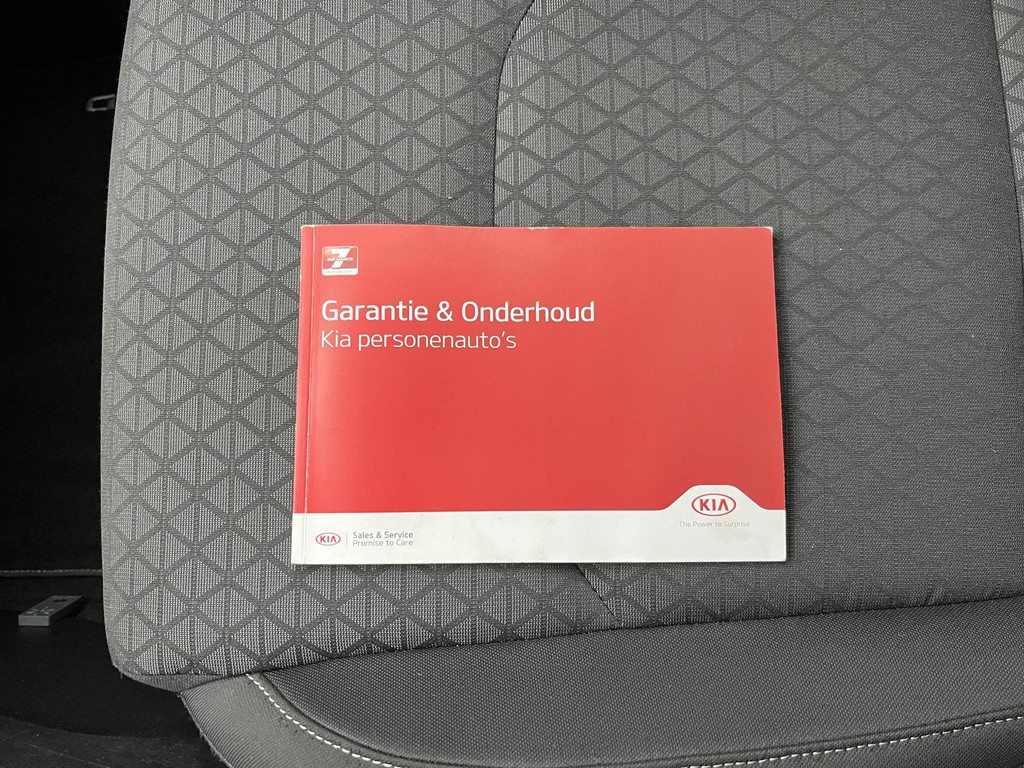 7
Garantie & Onderhoud
Kia personenauto's
KIA
The Power to Surprise
KIA
Sales & Service
Promise to Care